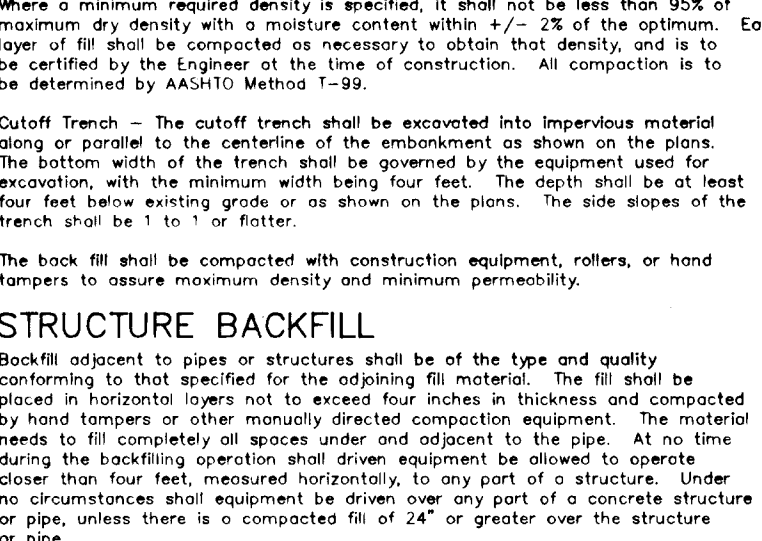 Where a minimum required density is specified, it shall not be less than 95% of
maximum dry density with a moisture content within +/- 2% of the optimum. Ea
layer of fill shall be compacted as necessary to obtain that density, and is to
be certified by the Engineer at the time of construction. All compaction is to
be determined by AASHTO Method T-99.

Cutoff Trench - The cutoff trench shall be excavated into impervious material
along or parallel to the centerline of the embankment as shown on the plans.
The bottom width of the trench shall be governed by the equipment used for
excavation, with the minimum width being four feet. The depth shall be at least
four feet below existing grade or as shown on the plans. The side slopes of the
trench shall be 1 to 1 or flatter.

The back fill shall be compacted with construction equipment, rollers, or hand
tampers to assure maximum density and minimum permeability.

STRUCTURE BACKFILL
Backfill adjacent to pipes or structures shall be of the type and quality
conforming to that specified for the adjoining fill material. The fill shall be
placed in horizontal layers not to exceed four inches in thickness and compacted
by hand tampers or other manually directed compaction equipment. The material
needs to fill completely all spaces under and adjacent to the pipe. At no time
during the backfilling operation shall driven equipment be allowed to operate
closer than four feet, measured horizontally, to any part of a structure. Under
no circumstances shall equipment be driven over any part of a concrete structure
or pipe, unless there is a compacted fill of 24" or greater over the structure
or pipe